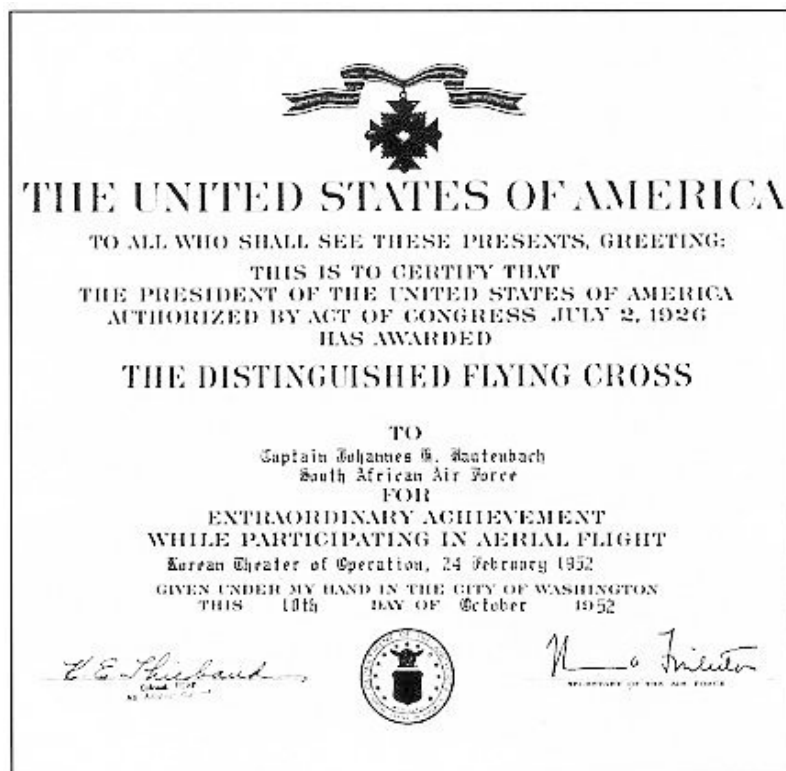 THE UNITED STATES OF AMERICA
TO ALL WHO SHALL SEE THESE PRESENTS, GREETING:
THIS IS TO CERTIFY THAT
THE PRESIDENT OF THE UNITED STATES OF AMERICA
AUTHORIZED BY ACT OF CONGRESS JULY 2, 1926
HAS AWARDED
THE DISTINGUISHED FLYING CROSS
TO
Captain Johannes
South African Air Force
FOR
EXTRAORDINARY ACHIEVEMENT
WHILE PARTICIPATING IN AERIAL FLIGHT
Korean Theater of Operation, 24 February 1952
GIVEN UNDER MY HAND IN THE CITY OF WASHINGTON
THIS 10th DAY OF October 1952
SECRETARY OF THE AIR FORCE